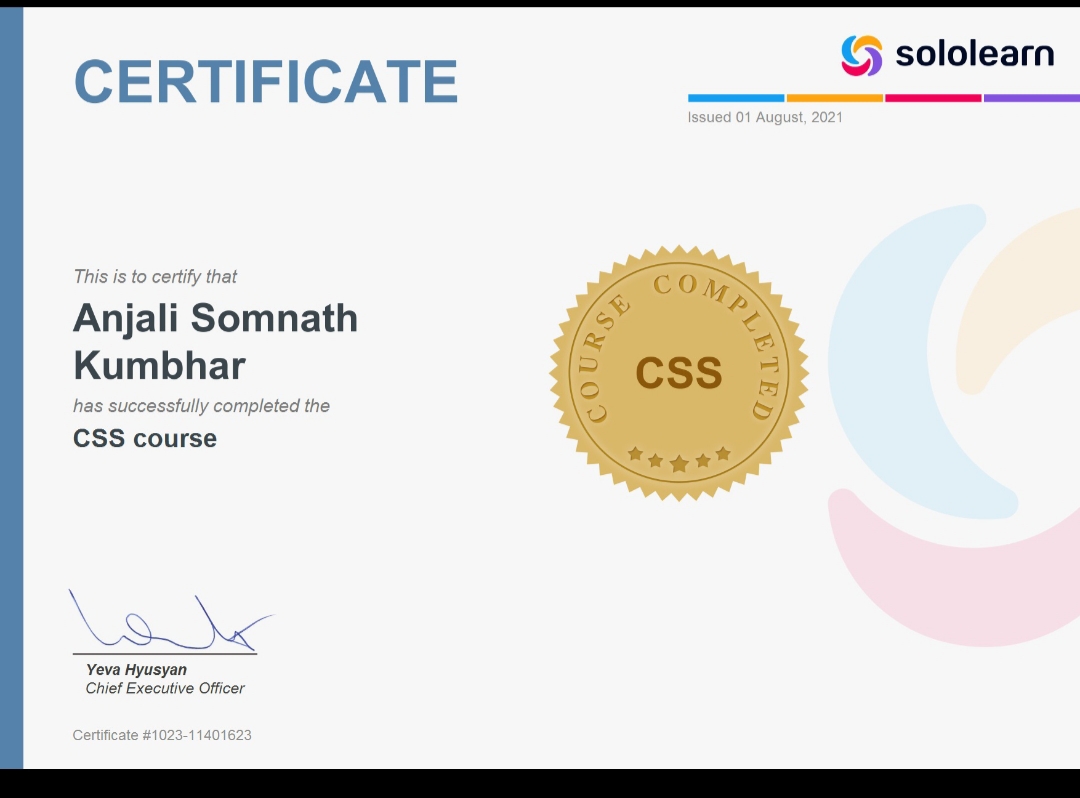 CERTIFICATE
sololearn
Issued 01 August, 2021
This is to certify that
Anjali Somnath
Kumbhar
has successfully completed the
CSS course
COURSE COMPLETED
CSS
Yeva Hyusyan
Chief Executive Officer
Certificate #1023-11401623